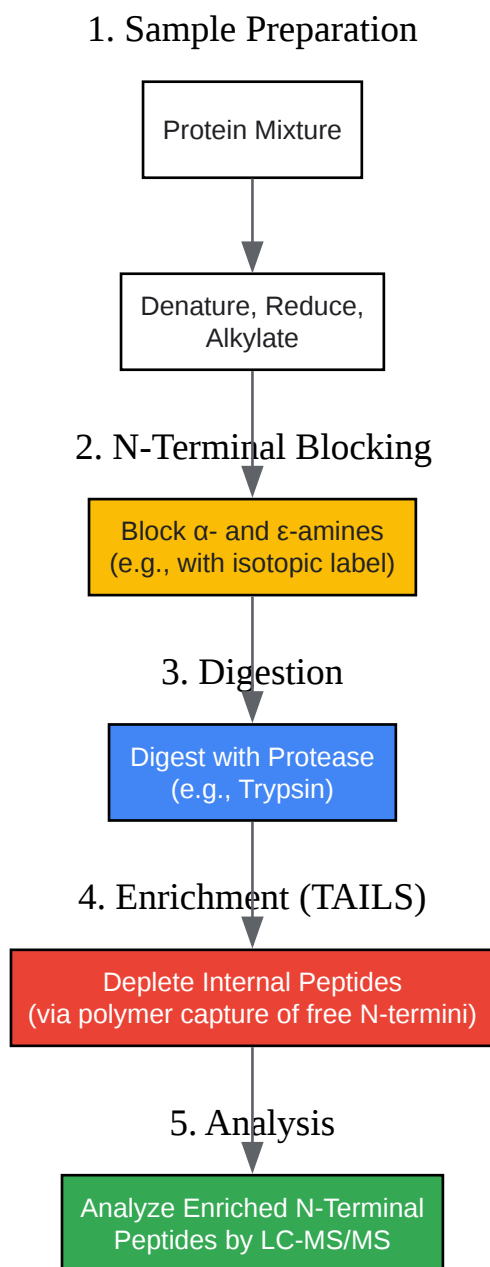 1. Sample Preparation
Protein Mixture
Denature, Reduce,
Alkylate
2. N-Terminal Blocking
Block α- and ε-amines
(e.g., with isotopic label)
3. Digestion
Digest with Protease
(e.g., Trypsin)
4. Enrichment (TAILS)
Deplete Internal Peptides
(via polymer capture of free N-termini)
5. Analysis
Analyze Enriched N-Terminal
Peptides by LC-MS/MS